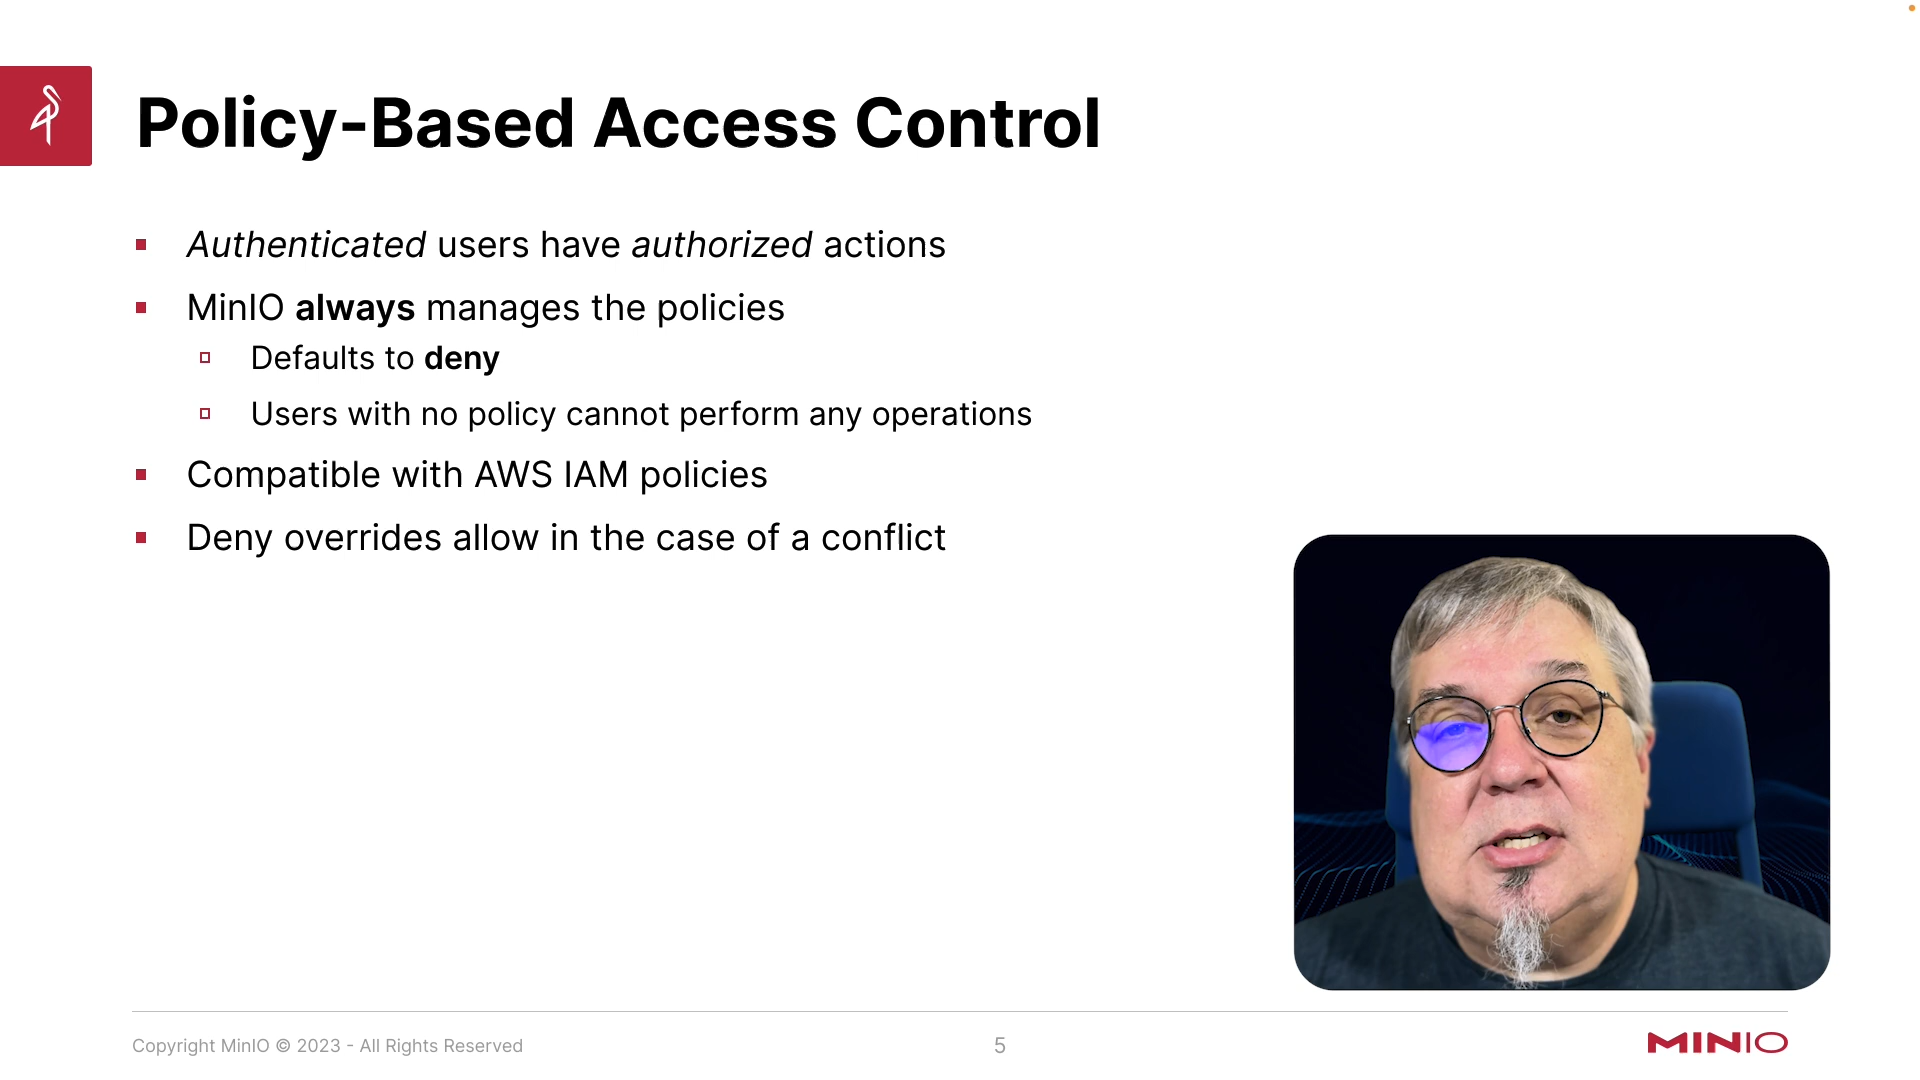 Policy-Based Access Control
Authenticated users have authorized actions
MinIO always manages the policies
Defaults to deny
Users with no policy cannot perform any operations
Compatible with AWS IAM policies
Deny overrides allow in the case of a conflict
Copyright MinIO © 2023 - All Rights Reserved
5
MINIO